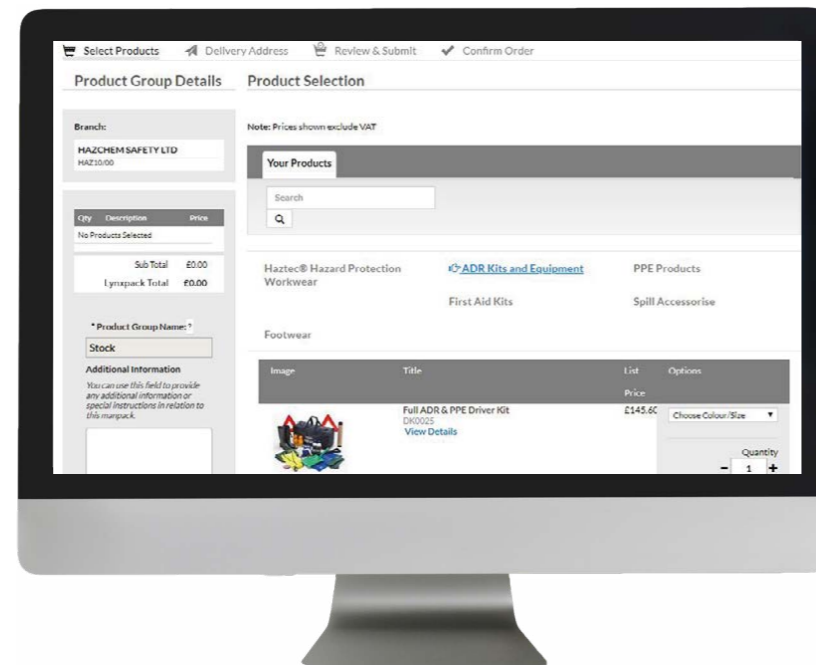 Select Products
Delivery Address
Review & Submit
Confirm Order
Product Group Details
Product Selection
Branch:
HAZCHEM SAFETY LTD
HAZ10/00
Note: Prices shown exclude VAT
Your Products
Search
Qty Description Price
No Products Selected
Sub Total £0.00
Lynxpack Total £0.00
* Product Group Name: ?
Stock
Additional Information
You can use this field to provide
any additional information or
special instructions in relation to
this manpack.
Haztec® Hazard Protection
Workwear
ADR Kits and Equipment
PPE Products
First Aid Kits
Spill Accessorise
Footwear
Image Title List Options
Price
Full ADR & PPE Driver Kit
DK0025
View Details
£145.60
Choose Colour/Size
Quantity
- 1 +